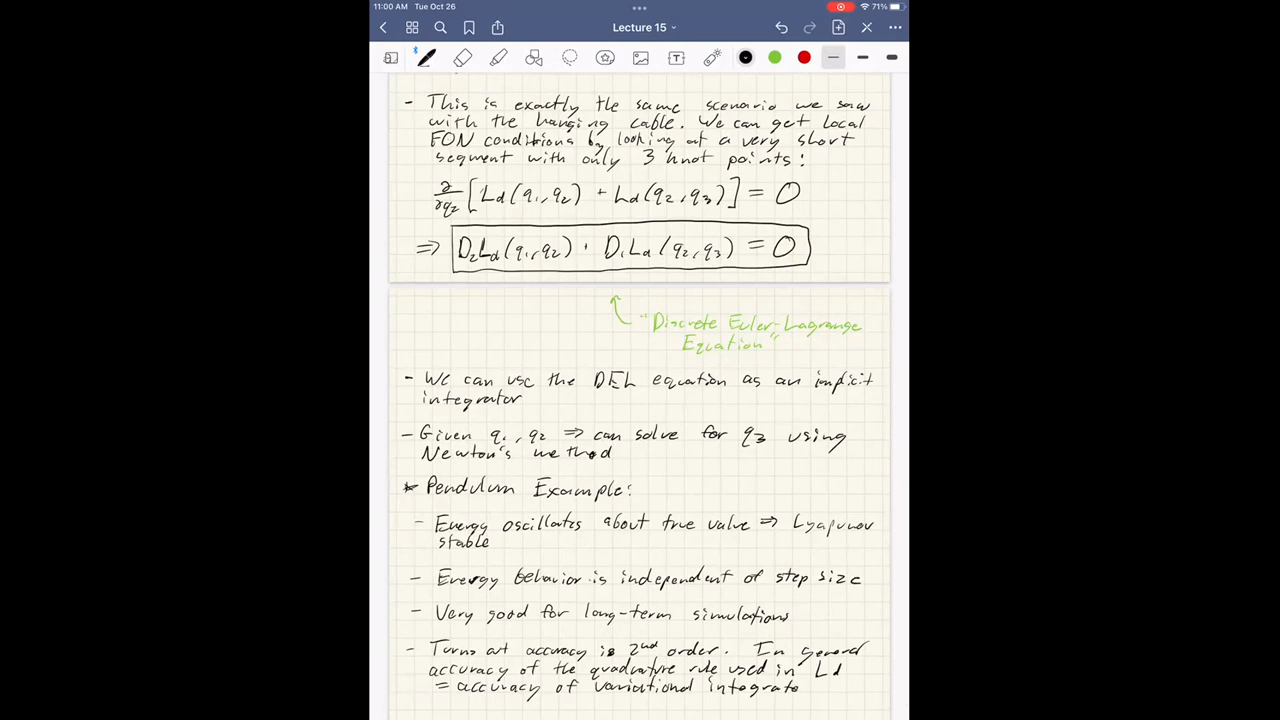 11:00 AM Tue Oct 26
71%
Lecture 15
- This is exactly the same scenario we saw
with the hanging cable. We can get local
FON conditions by looking at a very short
segment with only 3 knot points:
∂/∂q₂ [Ld(q₁,q₂) + Ld(q₂,q₃)] = 0
⇒ D₂Ld(q₁,q₂) + D₁Ld(q₂,q₃) = 0
"Discrete Euler-Lagrange
Equation"
- We can use the DEL equation as an implicit
integrator
- Given q₁, q₂ ⇒ can solve for q₃ using
Newton's method
* Pendulum Example:
- Energy oscillates about true value ⇒ Lyapunov
stable
- Energy behavior is independent of step size
- Very good for long-term simulations
- Turns out accuracy is 2nd order. In general
accuracy of the quadrature rule used in Ld
= accuracy of variational integrato